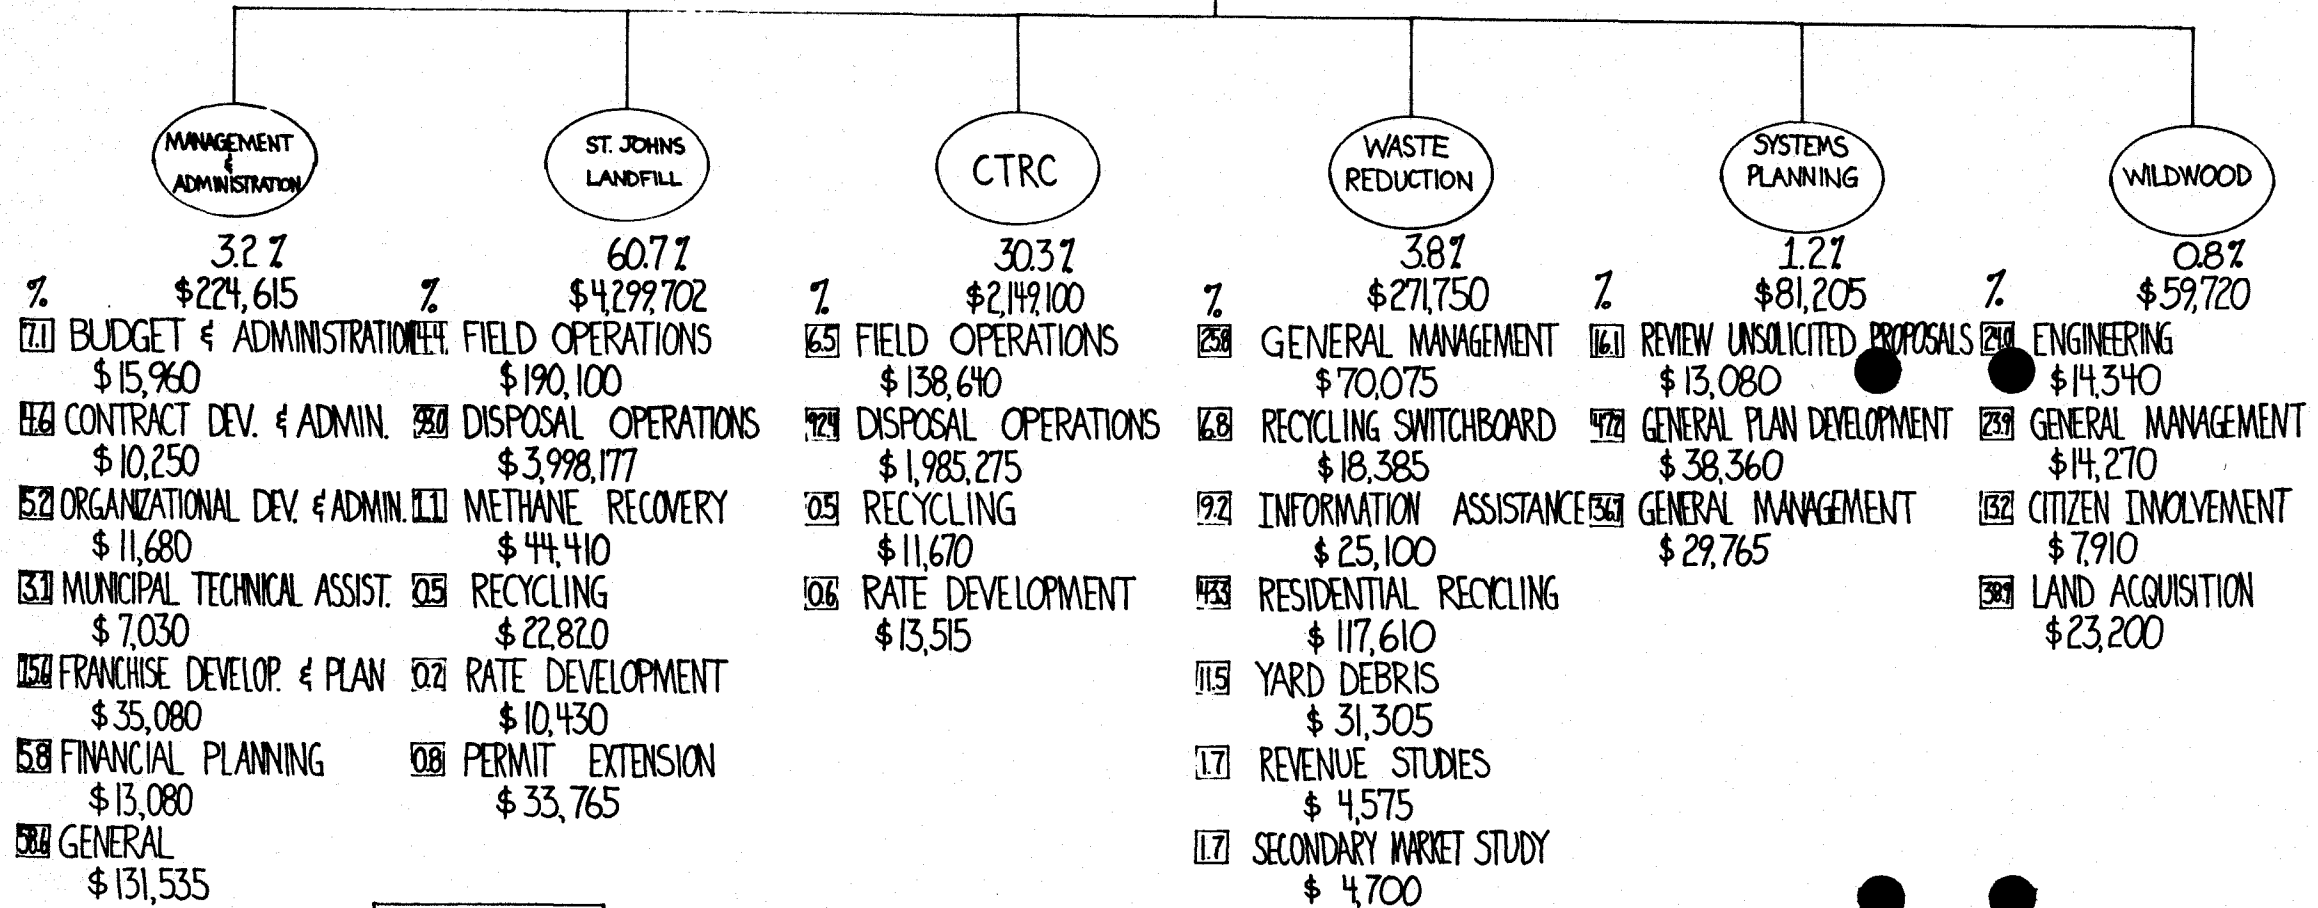 MANAGEMENT
&
ADMINISTRATION
3.2%
$224,615
%
7.1 BUDGET & ADMINISTRATION
$15,960
4.6 CONTRACT DEV. & ADMIN.
$10,250
5.2 ORGANIZATIONAL DEV. & ADMIN.
$11,680
3.1 MUNICIPAL TECHNICAL ASSIST.
$7,030
15.6 FRANCHISE DEVELOP. & PLAN
$35,080
5.8 FINANCIAL PLANNING
$13,080
58.6 GENERAL
$131,535
ST. JOHNS
LANDFILL
60.7%
$4,299,702
%
4.4 FIELD OPERATIONS
$190,100
93.0 DISPOSAL OPERATIONS
$3,998,177
1.1 METHANE RECOVERY
$44,410
0.5 RECYCLING
$22,820
0.2 RATE DEVELOPMENT
$10,430
0.8 PERMIT EXTENSION
$33,765
CTRC
30.3%
$2,149,100
%
6.5 FIELD OPERATIONS
$138,640
92.4 DISPOSAL OPERATIONS
$1,985,275
0.5 RECYCLING
$11,670
0.6 RATE DEVELOPMENT
$13,515
WASTE
REDUCTION
3.8%
$271,750
%
25.8 GENERAL MANAGEMENT
$70,075
6.8 RECYCLING SWITCHBOARD
$18,385
9.2 INFORMATION ASSISTANCE
$25,100
43.3 RESIDENTIAL RECYCLING
$117,610
11.5 YARD DEBRIS
$31,305
1.7 REVENUE STUDIES
$4,575
1.7 SECONDARY MARKET STUDY
$4,700
SYSTEMS
PLANNING
1.2%
$81,205
%
16.1 REVIEW UNSOLICITED PROPOSALS
$13,080
47.2 GENERAL PLAN DEVELOPMENT
$38,360
36.7 GENERAL MANAGEMENT
$29,765
WILDWOOD
0.8%
$59,720
%
24.0 ENGINEERING
$14,340
23.9 GENERAL MANAGEMENT
$14,270
13.2 CITIZEN INVOLVEMENT
$7,910
38.9 LAND ACQUISITION
$23,200